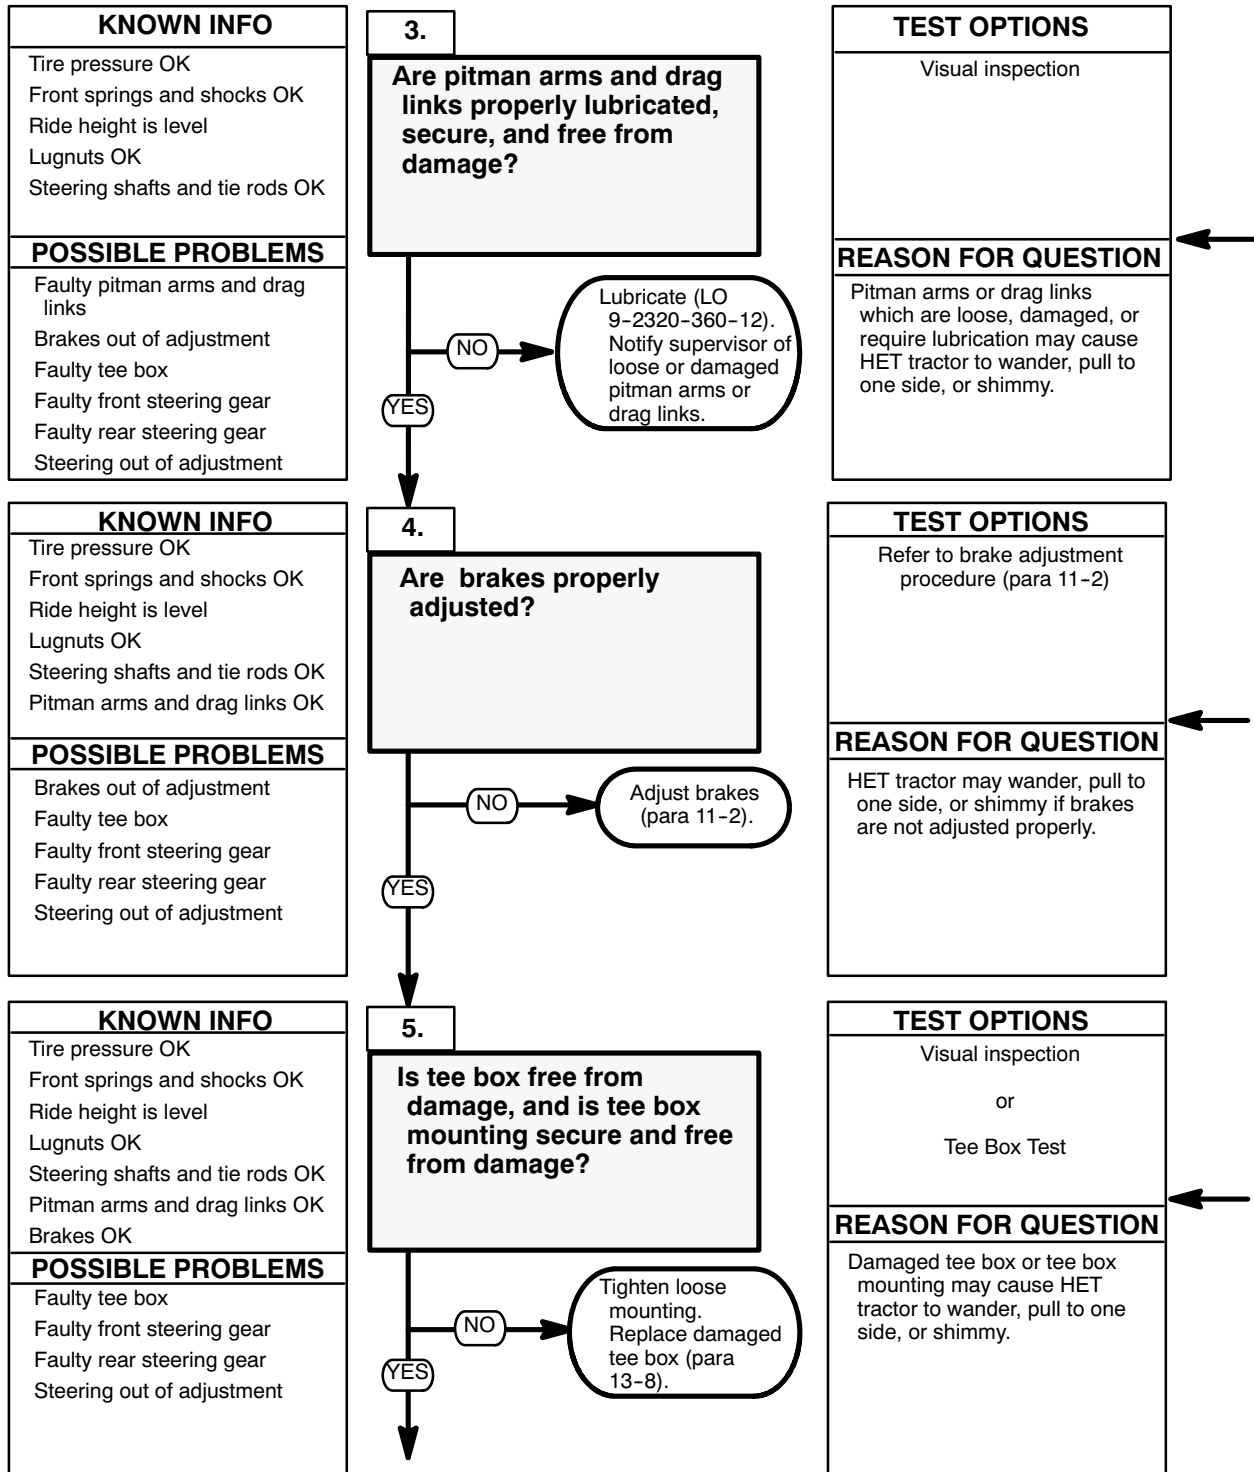 KNOWN INFO
Tire pressure OK
Front springs and shocks OK
Ride height is level
Lugnuts OK
Steering shafts and tie rods OK
POSSIBLE PROBLEMS
Faulty pitman arms and drag
links
Brakes out of adjustment
Faulty tee box
Faulty front steering gear
Faulty rear steering gear
Steering out of adjustment
3.
Are pitman arms and drag
links properly lubricated,
secure, and free from
damage?
NO
Lubricate (LO
9-2320-360-12).
Notify supervisor of
loose or damaged
pitman arms or
drag links.
YES
TEST OPTIONS
Visual inspection
REASON FOR QUESTION
Pitman arms or drag links
which are loose, damaged, or
require lubrication may cause
HET tractor to wander, pull to
one side, or shimmy.
KNOWN INFO
Tire pressure OK
Front springs and shocks OK
Ride height is level
Lugnuts OK
Steering shafts and tie rods OK
Pitman arms and drag links OK
POSSIBLE PROBLEMS
Brakes out of adjustment
Faulty tee box
Faulty front steering gear
Faulty rear steering gear
Steering out of adjustment
4.
Are brakes properly
adjusted?
NO
Adjust brakes
(para 11-2).
YES
TEST OPTIONS
Refer to brake adjustment
procedure (para 11-2)
REASON FOR QUESTION
HET tractor may wander, pull to
one side, or shimmy if brakes
are not adjusted properly.
KNOWN INFO
Tire pressure OK
Front springs and shocks OK
Ride height is level
Lugnuts OK
Steering shafts and tie rods OK
Pitman arms and drag links OK
Brakes OK
POSSIBLE PROBLEMS
Faulty tee box
Faulty front steering gear
Faulty rear steering gear
Steering out of adjustment
5.
Is tee box free from
damage, and is tee box
mounting secure and free
from damage?
NO
Tighten loose
mounting.
Replace damaged
tee box (para
13-8).
YES
TEST OPTIONS
Visual inspection
or
Tee Box Test
REASON FOR QUESTION
Damaged tee box or tee box
mounting may cause HET
tractor to wander, pull to one
side, or shimmy.